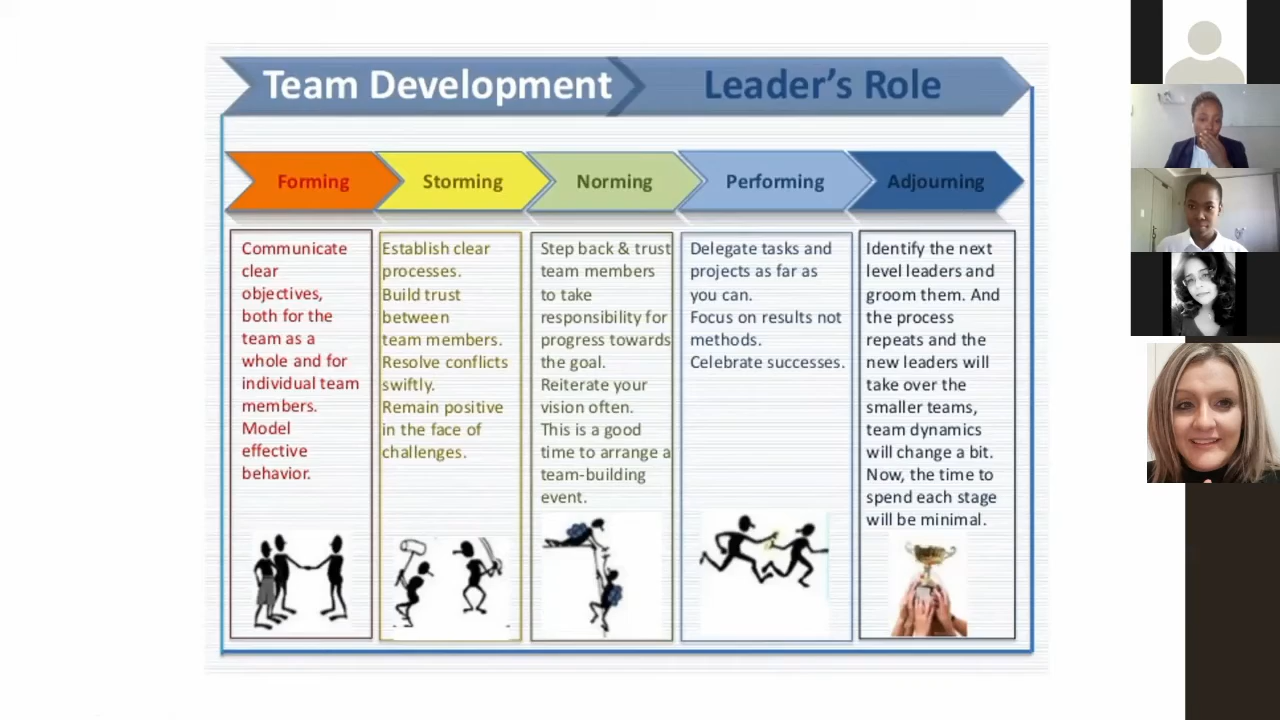 Team Development
Leader's Role
Forming
Storming
Norming
Performing
Adjourning
Communicate
clear
objectives,
both for the
team as a
whole and for
individual team
members.
Model
effective
behavior.
Establish clear
processes.
Build trust
between
team members.
Resolve conflicts
swiftly.
Remain positive
in the face of
challenges.
Step back & trust
team members
to take
responsibility for
progress towards
the goal.
Reiterate your
vision often.
This is a good
time to arrange a
team-building
event.
Delegate tasks and
projects as far as
you can.
Focus on results not
methods.
Celebrate successes.
Identify the next
level leaders and
groom them. And
the process
repeats and the
new leaders will
take over the
smaller teams,
team dynamics
will change a bit.
Now, the time to
spend each stage
will be minimal.